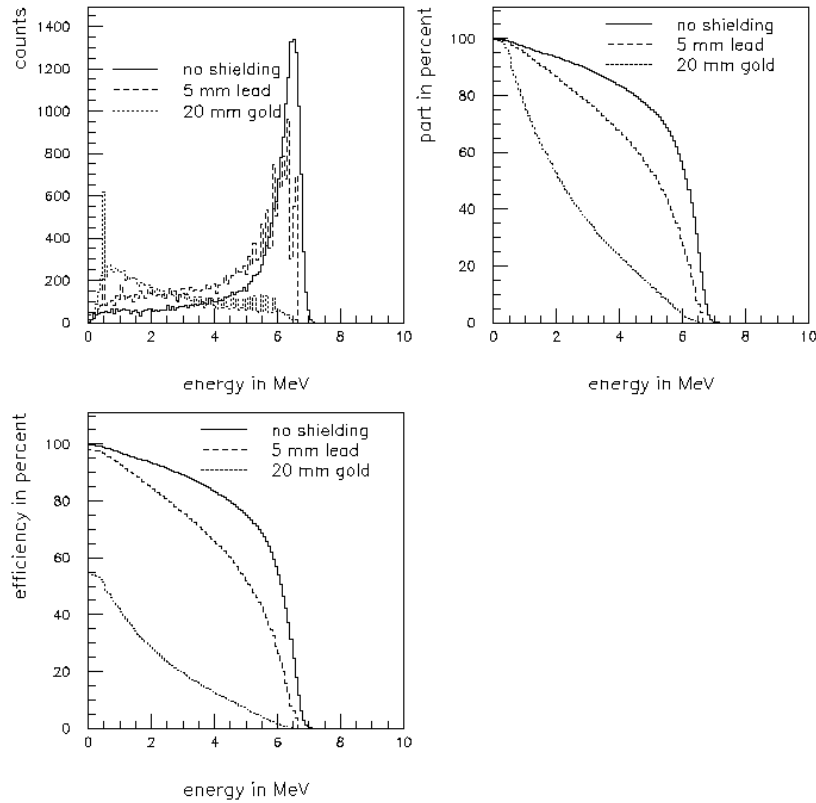 counts
1400
1200
1000
800
600
400
200
0
no shielding
5 mm lead
20 mm gold
0 2 4 6 8 10
energy in MeV
part in percent
100
80
60
40
20
0
no shielding
5 mm lead
20 mm gold
0 2 4 6 8 10
energy in MeV
efficiency in percent
100
80
60
40
20
0
no shielding
5 mm lead
20 mm gold
0 2 4 6 8 10
energy in MeV